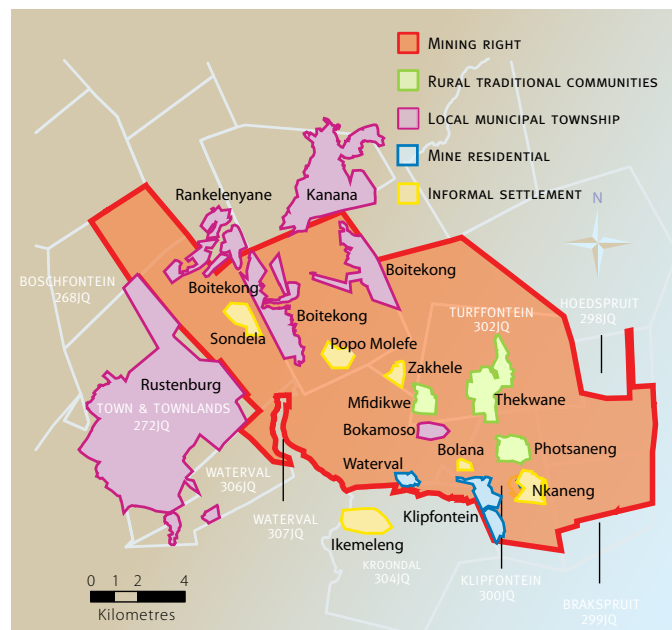 MINING RIGHT
RURAL TRADITIONAL COMMUNITIES
LOCAL MUNICIPAL TOWNSHIP
MINE RESIDENTIAL
INFORMAL SETTLEMENT
N
Rankelenyane
Kanana
BOSCHFONTEIN
268JQ
Boitekong
Boitekong
HOEDSPRUIT
298JQ
Boitekong
TURFFONTEIN
302JQ
Sondela
Popo Molefe
Zakhele
Rustenburg
Mfidikwe
Thekwane
TOWN & TOWNLANDS
272JQ
Bokamoso
Bolana
Photsaneng
WATERVAL
306JQ
Waterval
Nkaneng
WATERVAL
307JQ
Klipfontein
Ikemeleng
KROONDAL
304JQ
KLIPFONTEIN
300JQ
BRAKSPRUIT
299JQ
0 1 2 4
Kilometres